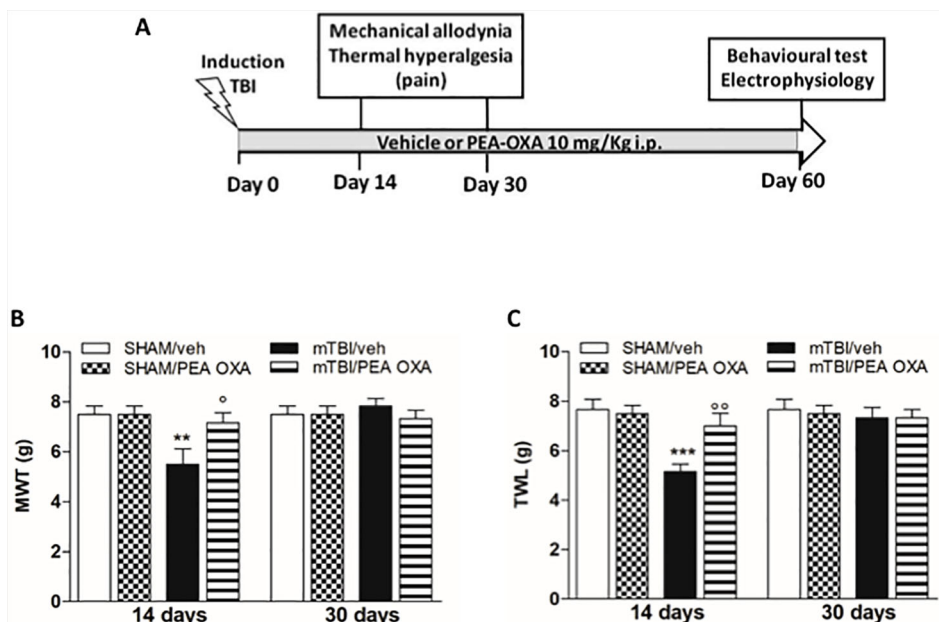 A
Induction
TBI
Mechanical allodynia
Thermal hyperalgesia
(pain)
Behavioural test
Electrophysiology
Vehicle or PEA-OXA 10 mg/Kg i.p.
Day 0
Day 14
Day 30
Day 60
B
SHAM/veh
SHAM/PEA OXA
mTBI/veh
mTBI/PEA OXA
MWT (g)
10
8
6
4
2
0
**
°
14 days
30 days
C
SHAM/veh
SHAM/PEA OXA
mTBI/veh
mTBI/PEA OXA
TWL (g)
10
8
6
4
2
0
***
°°
14 days
30 days